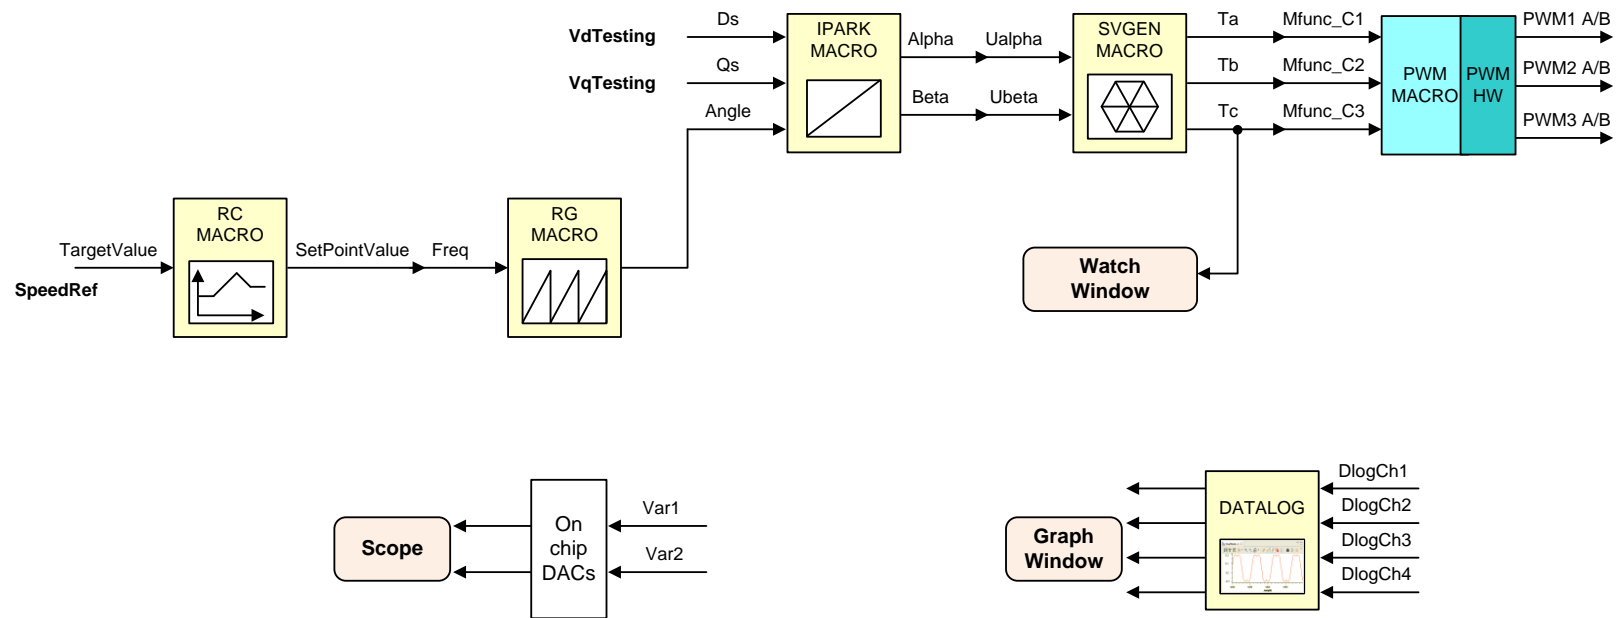 Ds
VdTesting
Qs
VqTesting
Angle
IPARK
MACRO
Alpha
Ualpha
Beta
Ubeta
SVGEN
MACRO
Ta
Mfunc_C1
Tb
Mfunc_C2
Tc
Mfunc_C3
PWM
MACRO
PWM
HW
PWM1 A/B
PWM2 A/B
PWM3 A/B
TargetValue
SpeedRef
RC
MACRO
SetPointValue
Freq
RG
MACRO
Watch
Window
Scope
On
chip
DACs
Var1
Var2
Graph
Window
DATALOG
DlogCh1
DlogCh2
DlogCh3
DlogCh4